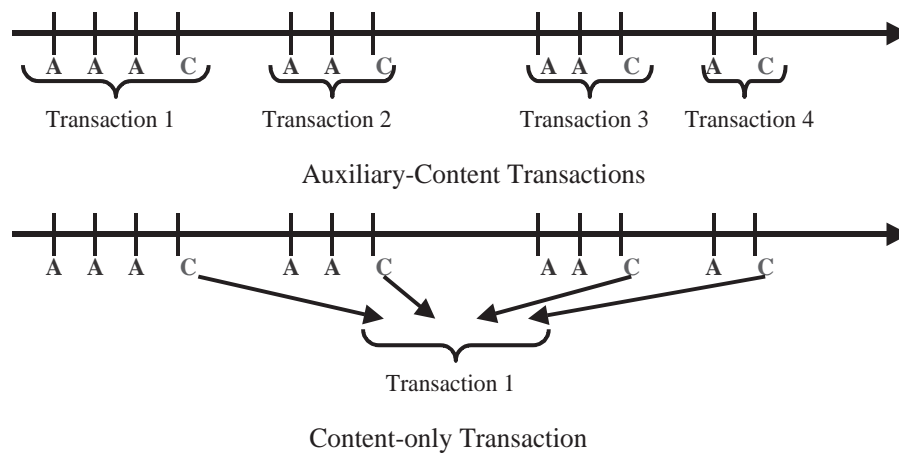 A A A C A A C A A C A C
Transaction 1 Transaction 2 Transaction 3 Transaction 4
Auxiliary-Content Transactions
A A A C A A C A A C A C
Transaction 1
Content-only Transaction